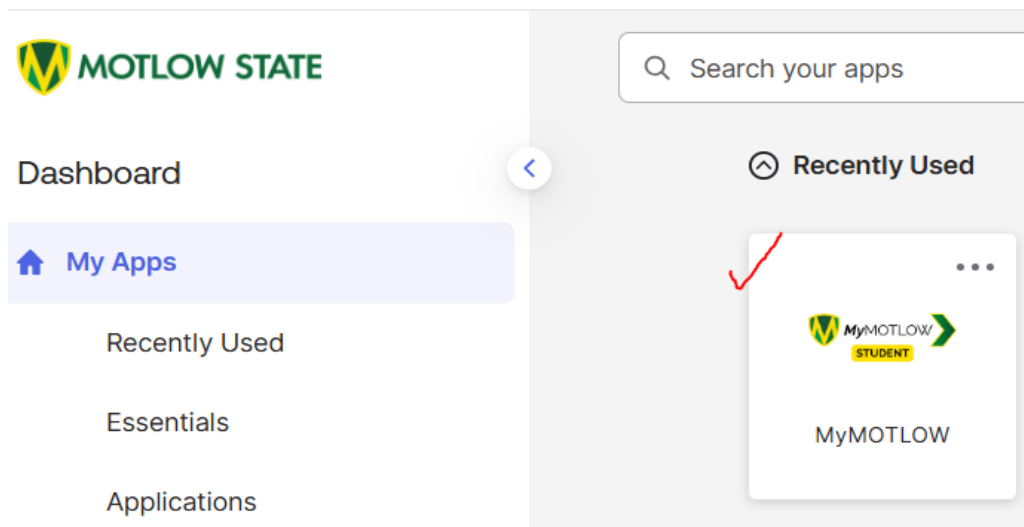 MOTLOW STATE
Search your apps
Dashboard
Recently Used
My Apps
MyMOTLOW
STUDENT
Recently Used
MyMOTLOW
Essentials
Applications